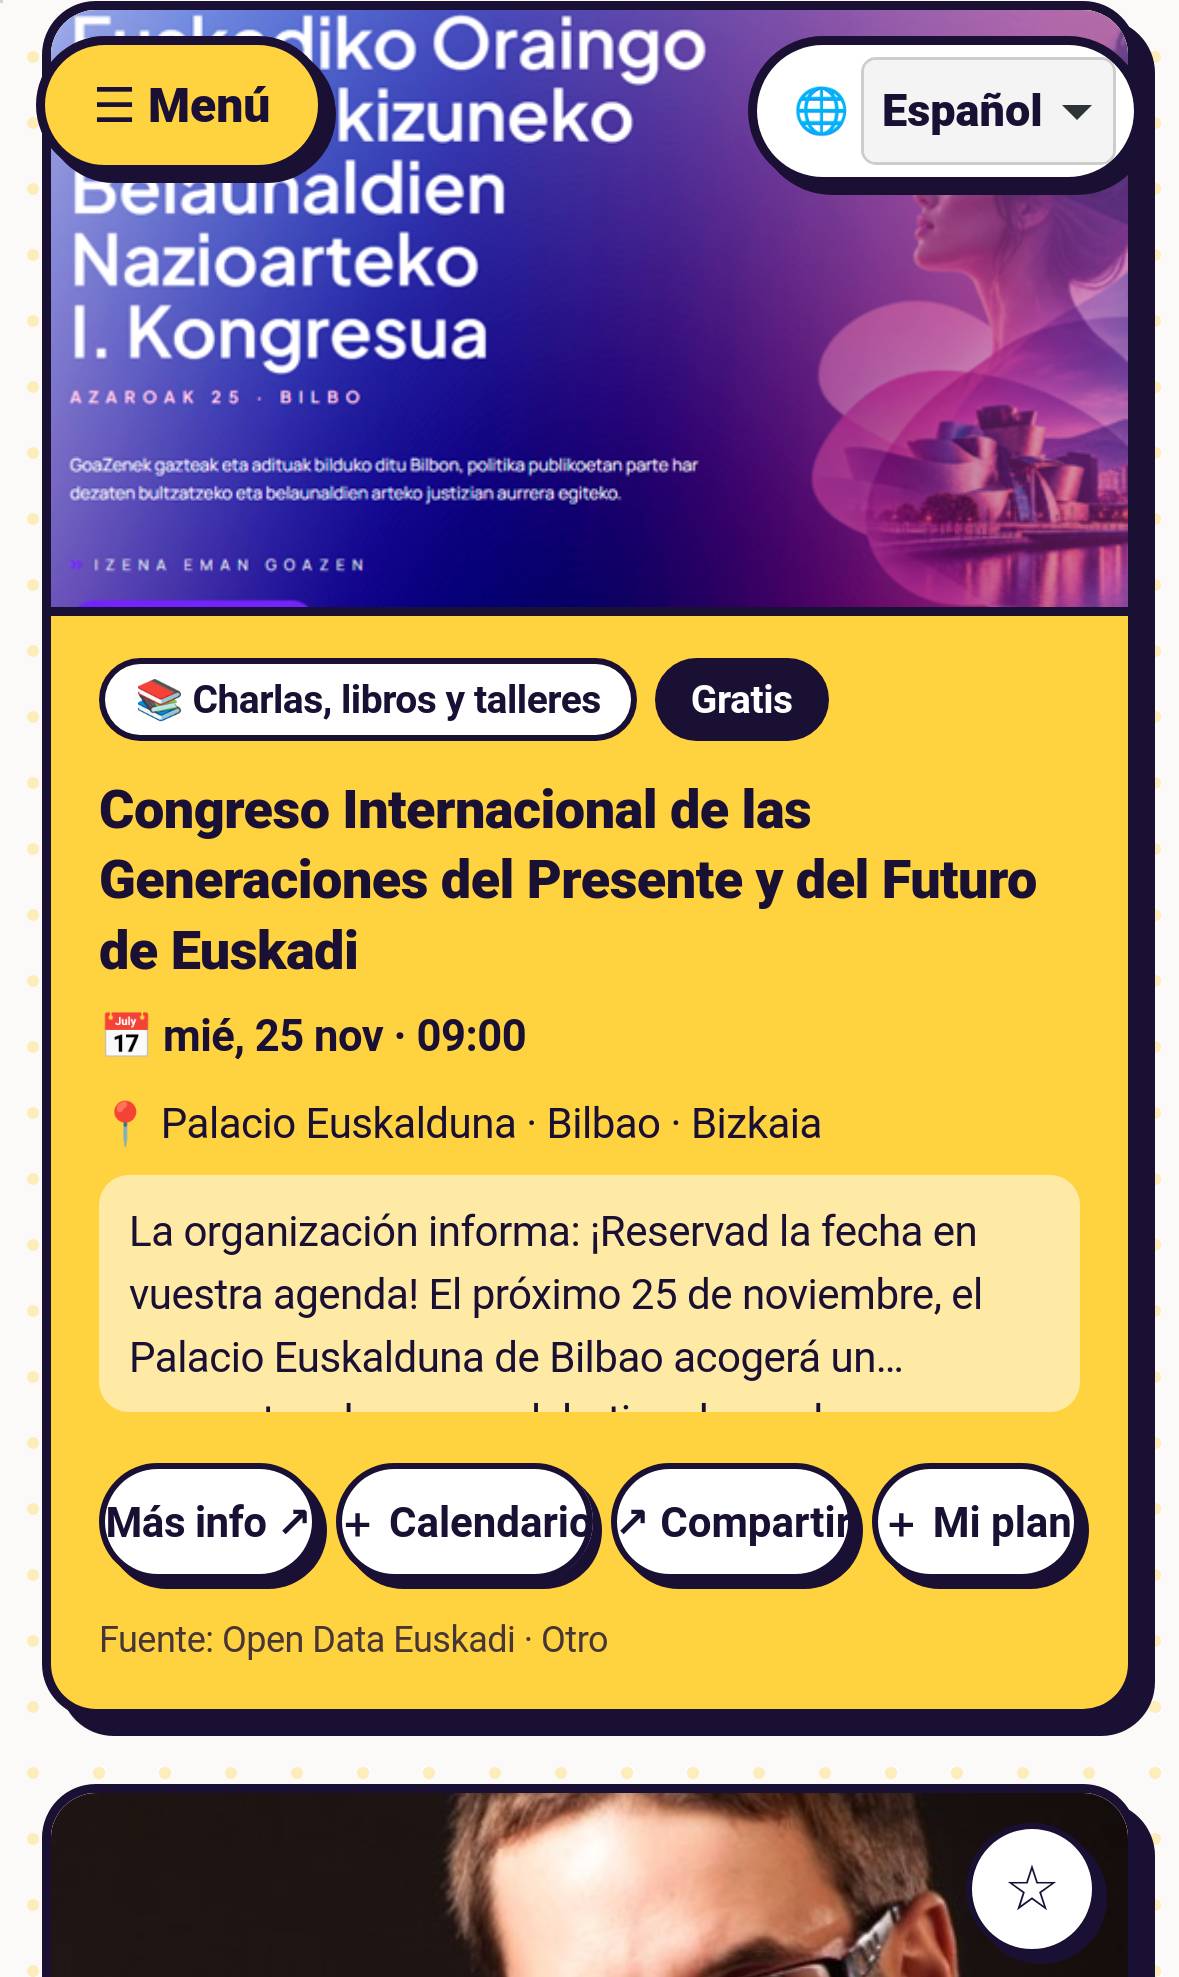 Euskadiko Oraingo
☰ Menú
🌐 Español
kizuneko
Belaunaldien
Nazioarteko
I. Kongresua
AZAROAK 25 · BILBO
GoaZenek gazteak eta adituak bilduko ditu Bilbon, politika publikoetan parte har
dezaten bultzatzeko eta belaunaldien arteko justizian aurrera egiteko.
» IZENA EMAN GOAZEN
📚 Charlas, libros y talleres
Gratis
Congreso Internacional de las
Generaciones del Presente y del Futuro
de Euskadi
📅 mié, 25 nov · 09:00
📍 Palacio Euskalduna · Bilbao · Bizkaia
La organización informa: ¡Reservad la fecha en
vuestra agenda! El próximo 25 de noviembre, el
Palacio Euskalduna de Bilbao acogerá un…
Más info ↗
+ Calendario
↗ Compartir
+ Mi plan
Fuente: Open Data Euskadi · Otro